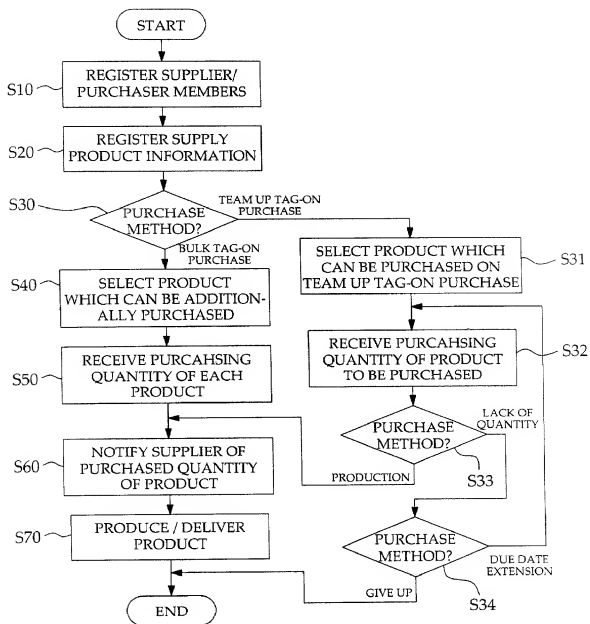 START
S10
REGISTER SUPPLIER/
PURCHASER MEMBERS
S20
REGISTER SUPPLY
PRODUCT INFORMATION
S30
PURCHASE
METHOD?
TEAM UP TAG-ON
PURCHASE
BULK TAG-ON
PURCHASE
SELECT PRODUCT WHICH
CAN BE PURCHASED ON
TEAM UP TAG-ON PURCHASE
S31
S40
SELECT PRODUCT
WHICH CAN BE ADDITION-
ALLY PURCHASED
RECEIVE PURCAHSING
QUANTITY OF PRODUCT
TO BE PURCHASED
S32
S50
RECEIVE PURCAHSING
QUANTITY OF EACH
PRODUCT
PURCHASE
METHOD?
LACK OF
QUANTITY
S33
PRODUCTION
S60
NOTIFY SUPPLIER OF
PURCHASED QUANTITY
OF PRODUCT
S70
PRODUCE / DELIVER
PRODUCT
PURCHASE
METHOD?
DUE DATE
EXTENSION
S34
GIVE UP
END